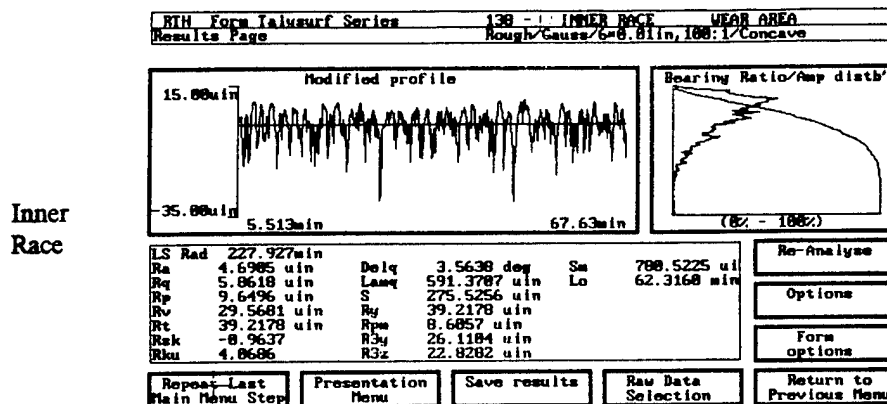 RTH Form Talysurf Series 130 - INNER RACE WEAR AREA
Results Page Rough/Gauss/6*0.01in,100:1/Concave
Modified profile
Bearing Ratio/Amp distb'
15.00uin
-35.00uin
5.513min 67.63min
(0% - 100%)
Inner
Race
LS Rad 227.927min
Ra 4.6905 uin Delq 3.5638 deg Sm 780.5225 ui
Rq 5.8618 uin Lamq 591.3707 uin Lo 62.3160 min
Rp 9.6496 uin S 275.5256 uin
Rv 29.5681 uin Ry 39.2178 uin
Rt 39.2178 uin Rpm 8.6057 uin
Rsk -0.9637 R3y 26.1104 uin
Rku 4.0686 R3z 22.8282 uin
Re-Analyse
Options
Form
options
Repeat Last
Main Menu Step
Presentation
Menu
Save results
Raw Data
Selection
Return to
Previous Menu